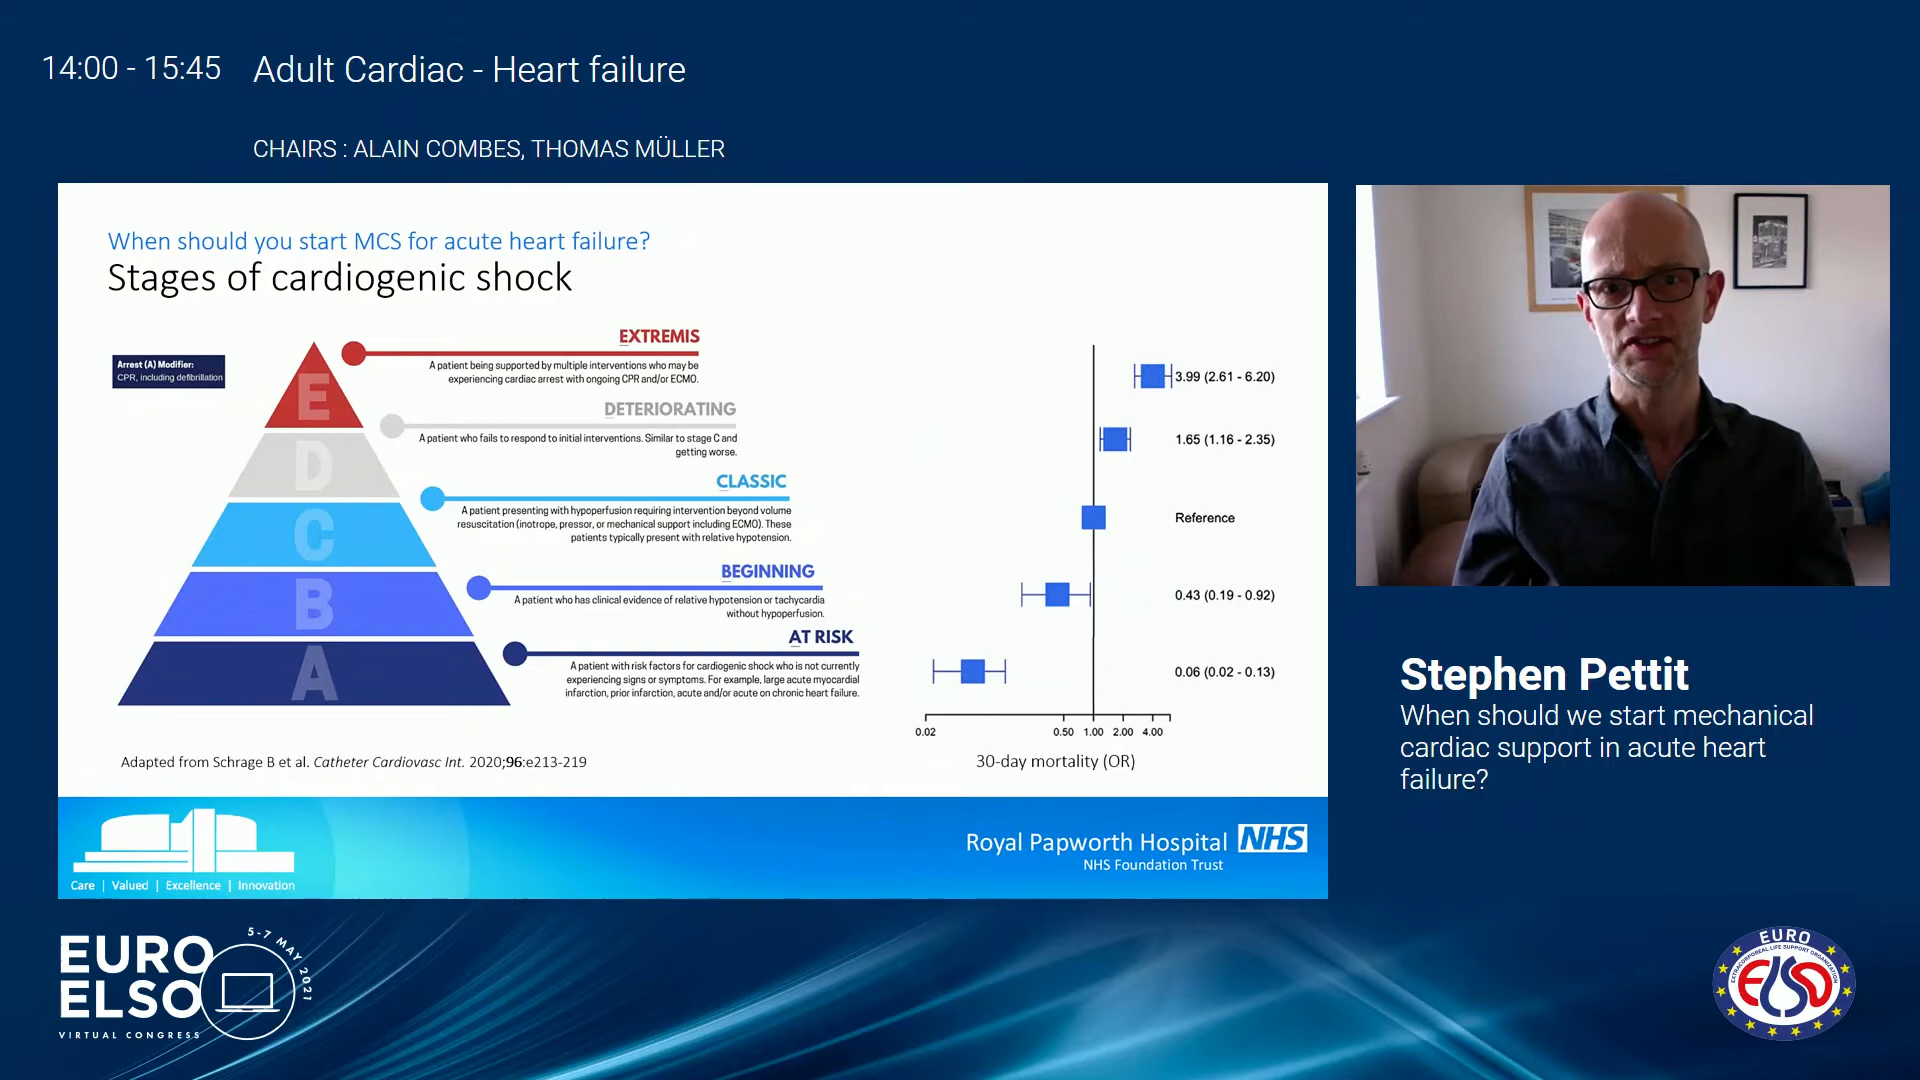 14:00 - 15:45
Adult Cardiac - Heart failure
CHAIRS : ALAIN COMBES, THOMAS MÜLLER
When should you start MCS for acute heart failure?
Stages of cardiogenic shock
Arrest (A) Modifier:
CPR, including defibrillation
E
D
C
B
A
EXTREMIS
A patient being supported by multiple interventions who may be
experiencing cardiac arrest with ongoing CPR and/or ECMO.
DETERIORATING
A patient who fails to respond to initial interventions. Similar to stage C and
getting worse.
CLASSIC
A patient presenting with hypoperfusion requiring intervention beyond volume
resuscitation (inotrope, pressor, or mechanical support including ECMO). These
patients typically present with relative hypotension.
BEGINNING
A patient who has clinical evidence of relative hypotension or tachycardia
without hypoperfusion.
AT RISK
A patient with risk factors for cardiogenic shock who is not currently
experiencing signs or symptoms. For example, large acute myocardial
infarction, prior infarction, acute and/or acute on chronic heart failure.
3.99 (2.61 - 6.20)
1.65 (1.16 - 2.35)
Reference
0.43 (0.19 - 0.92)
0.06 (0.02 - 0.13)
0.02 0.50 1.00 2.00 4.00
30-day mortality (OR)
Adapted from Schrage B et al. Catheter Cardiovasc Int. 2020;96:e213-219
Care | Valued | Excellence | Innovation
Royal Papworth Hospital NHS
NHS Foundation Trust
Stephen Pettit
When should we start mechanical
cardiac support in acute heart
failure?
EURO
ELSO
VIRTUAL CONGRESS
5-7 MAY 2021
EURO
EXTRACORPOREAL LIFE SUPPORT ORGANIZATION
ELSO